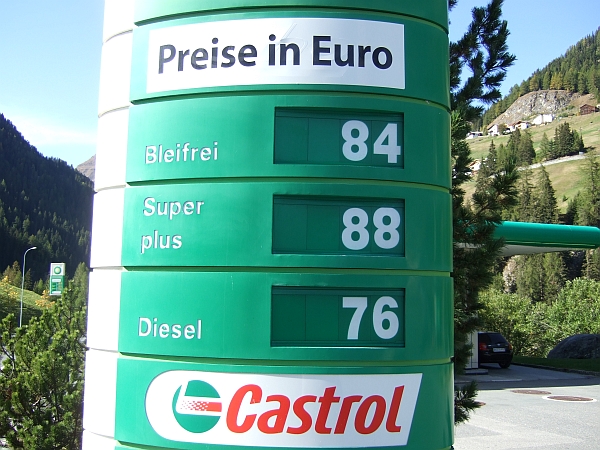 Preise in Euro
Bleifrei 84
Super
plus 88
Diesel 76
Castrol